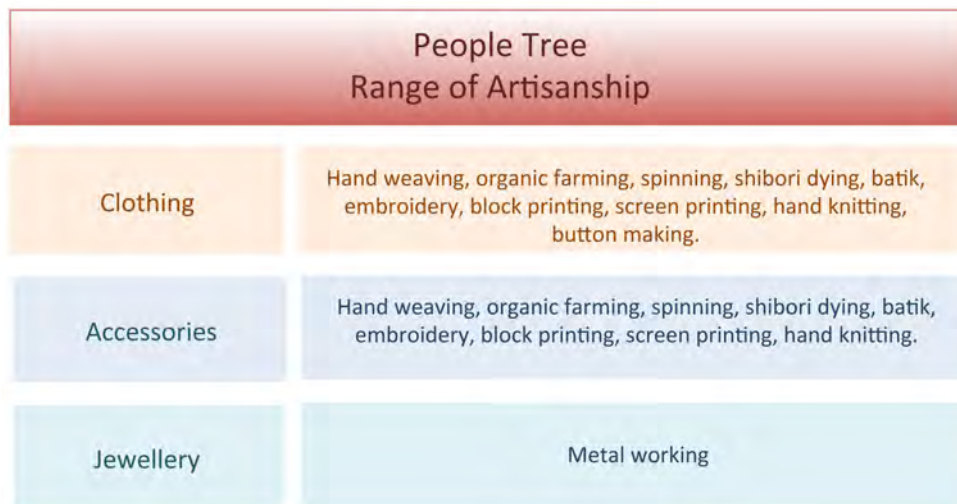 People Tree
Range of Artisanship
Clothing
Hand weaving, organic farming, spinning, shibori dying, batik,
embroidery, block printing, screen printing, hand knitting,
button making.
Accessories
Hand weaving, organic farming, spinning, shibori dying, batik,
embroidery, block printing, screen printing, hand knitting.
Jewellery
Metal working